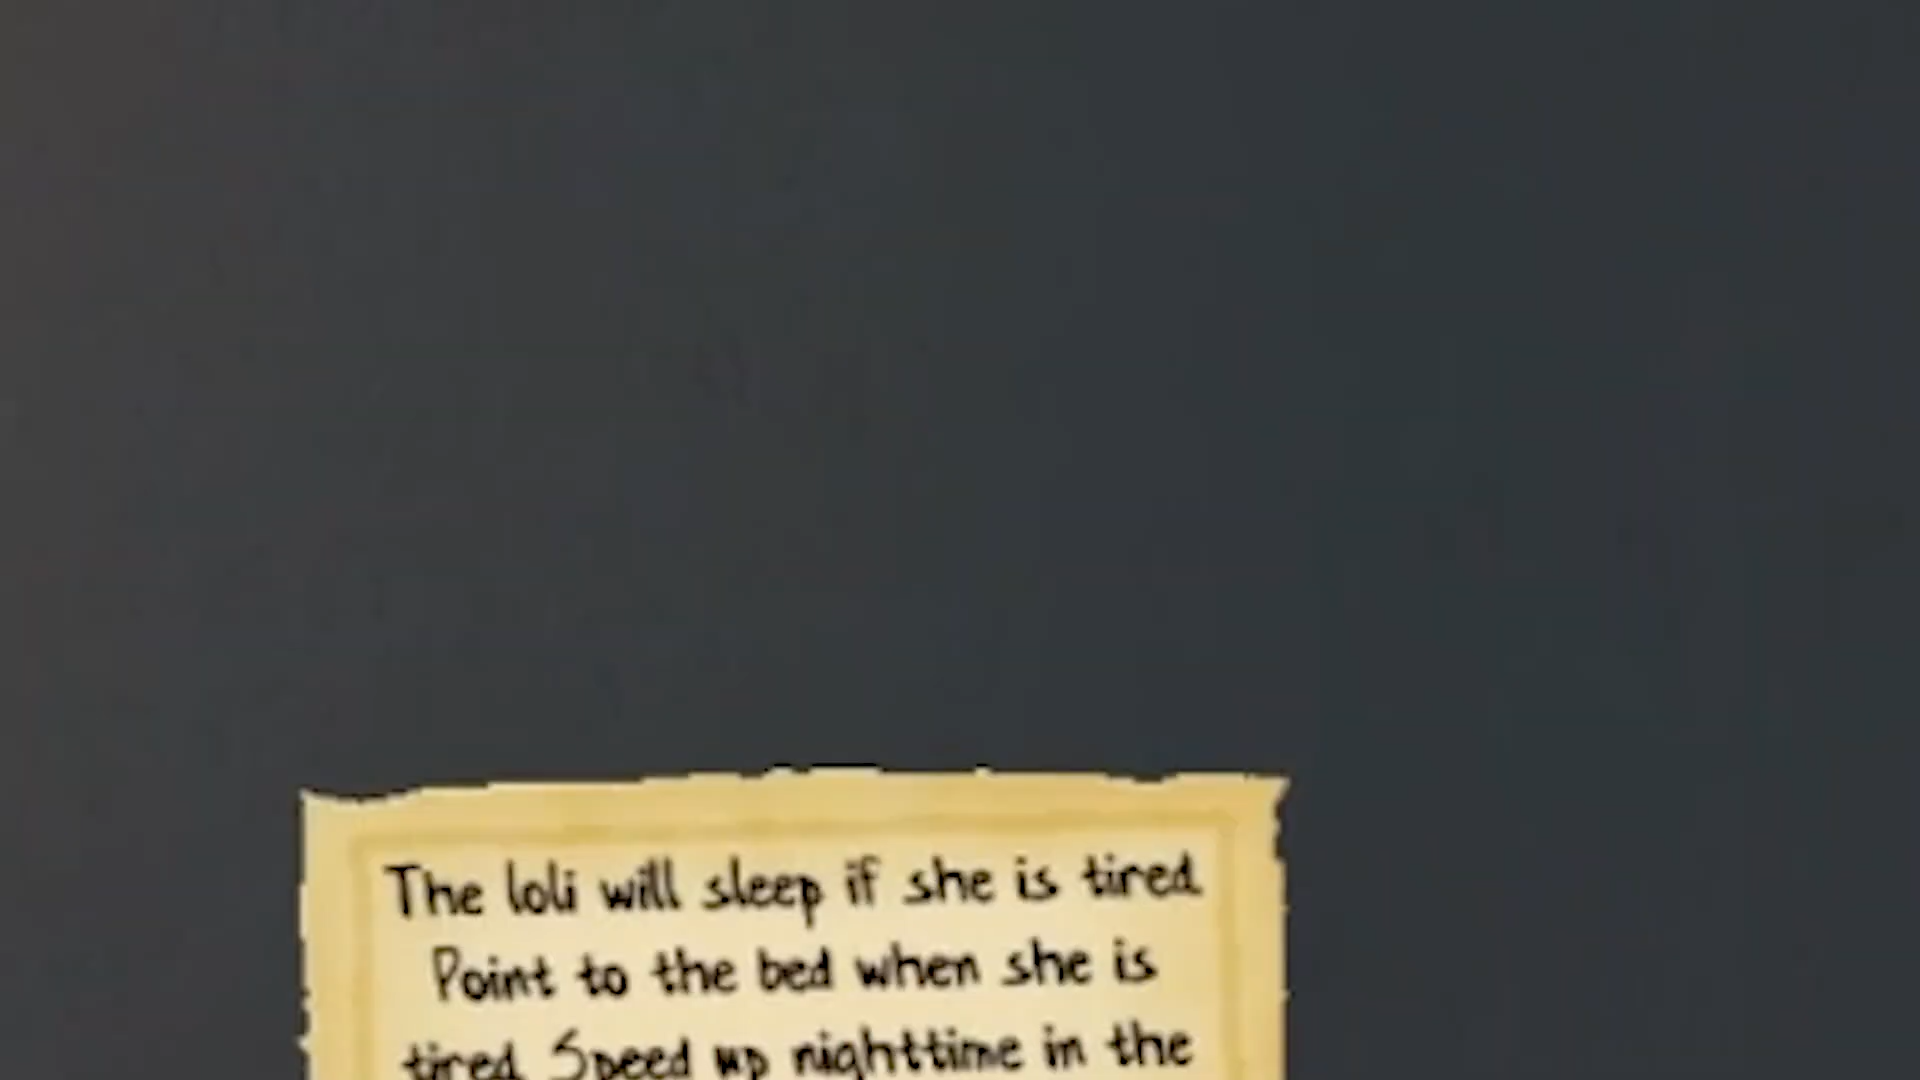 The loli will sleep if she is tired.
Point to the bed when she is
tired. Speed up nighttime in the